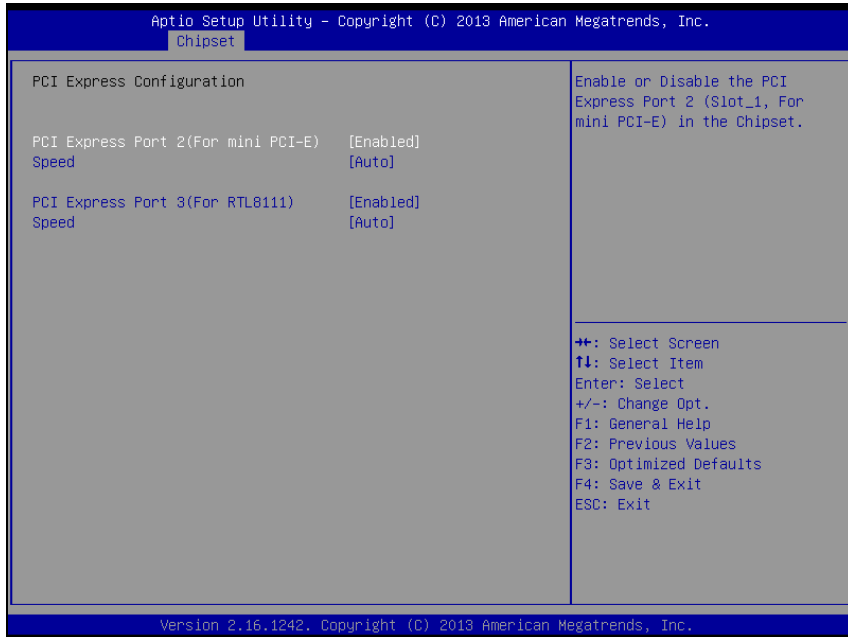 Aptio Setup Utility – Copyright (C) 2013 American Megatrends, Inc.
Chipset
PCI Express Configuration
PCI Express Port 2(For mini PCI-E) [Enabled]
Speed [Auto]
PCI Express Port 3(For RTL8111) [Enabled]
Speed [Auto]
Enable or Disable the PCI
Express Port 2 (Slot_1, For
mini PCI-E) in the Chipset.
→←: Select Screen
↑↓: Select Item
Enter: Select
+/-: Change Opt.
F1: General Help
F2: Previous Values
F3: Optimized Defaults
F4: Save & Exit
ESC: Exit
Version 2.16.1242. Copyright (C) 2013 American Megatrends, Inc.